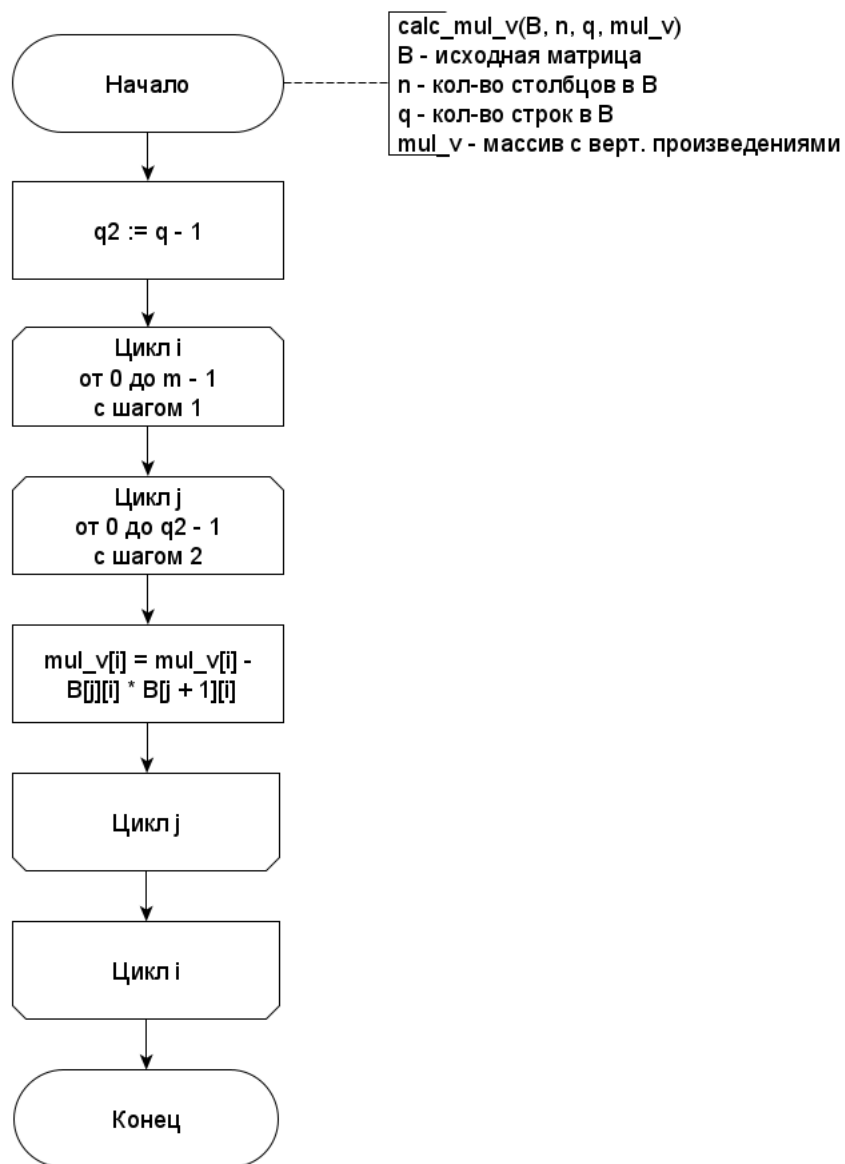 Начало
calc_mul_v(B, n, q, mul_v)
B - исходная матрица
n - кол-во столбцов в B
q - кол-во строк в B
mul_v - массив с верт. произведениями
q2 := q - 1
Цикл i
от 0 до m - 1
с шагом 1
Цикл j
от 0 до q2 - 1
с шагом 2
mul_v[i] = mul_v[i] -
B[j][i] * B[j + 1][i]
Цикл j
Цикл i
Конец